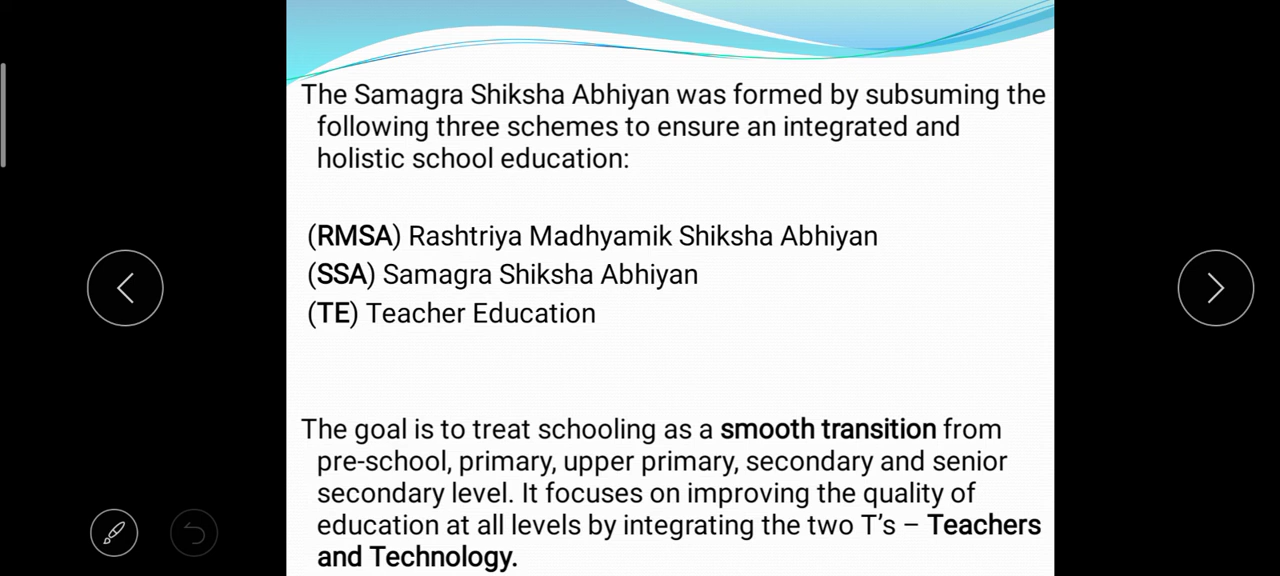 The Samagra Shiksha Abhiyan was formed by subsuming the
following three schemes to ensure an integrated and
holistic school education:
(RMSA) Rashtriya Madhyamik Shiksha Abhiyan
(SSA) Samagra Shiksha Abhiyan
(TE) Teacher Education
The goal is to treat schooling as a smooth transition from
pre-school, primary, upper primary, secondary and senior
secondary level. It focuses on improving the quality of
education at all levels by integrating the two T’s – Teachers
and Technology.